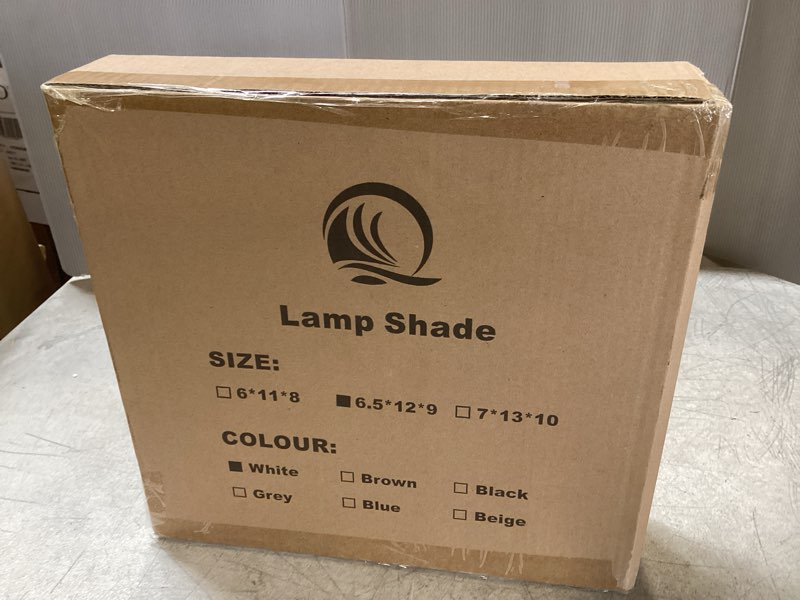 Lamp Shade
SIZE:
☐ 6*11*8 ■ 6.5*12*9 ☐ 7*13*10
COLOUR:
■ White ☐ Brown ☐ Black
☐ Grey ☐ Blue ☐ Beige